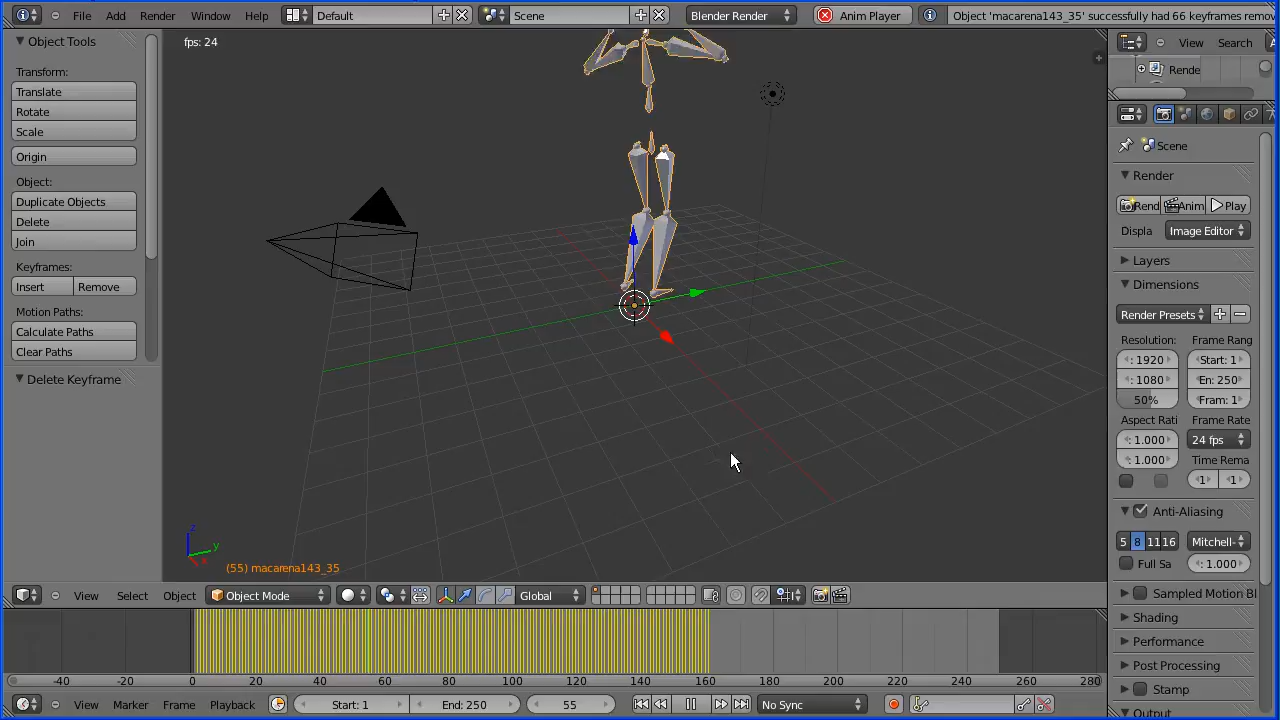 File Add Render Window Help Default Scene Blender Render Anim Player Object 'macarena143_35' successfully had 66 keyframes remov
Object Tools
Transform:
Translate
Rotate
Scale
Origin
Object:
Duplicate Objects
Delete
Join
Keyframes:
Insert Remove
Motion Paths:
Calculate Paths
Clear Paths
Delete Keyframe
fps: 24
z
y
x
(55) macarena143_35
View Select Object Object Mode Global
-40 -20 0 20 40 60 80 100 120 140 160 180 200 220 240 260 280
View Marker Frame Playback Start: 1 End: 250 55 No Sync
View Search
Rende
Scene
Render
Rend Anim Play
Displa Image Editor
Layers
Dimensions
Render Presets
Resolution: Frame Rang
: 1920 Start: 1
: 1080 En: 250
50% Fram: 1
Aspect Rati Frame Rate
: 1.000 24 fps
: 1.000 Time Rema
: 1 : 1
Anti-Aliasing
5 8 11 16 Mitchell-
Full Sa : 1.000
Sampled Motion Bl
Shading
Performance
Post Processing
Stamp
Output